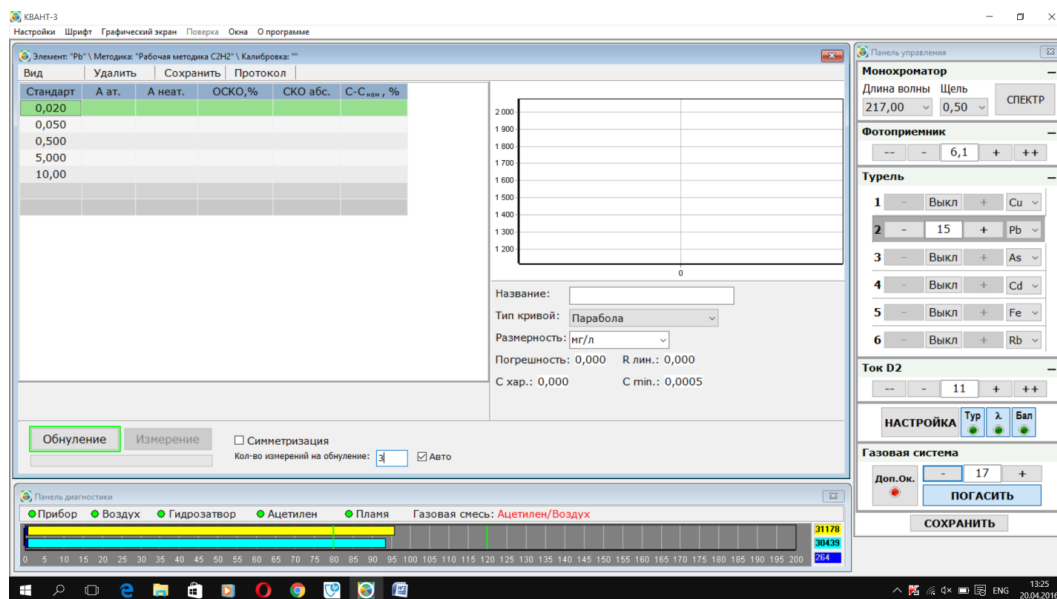 КВАНТ-3
Настройки Шрифт Графический экран Поверка Окна О программе
Элемент: "Pb" \ Методика: "Рабочая методика C2H2" \ Калибровка: ""
Вид Удалить Сохранить Протокол
Стандарт А ат. А неат. ОСКО,% СКО абс. С-Сном , %
0,020
0,050
0,500
5,000
10,00
2 000
1 900
1 800
1 700
1 600
1 500
1 400
1 300
1 200
0
Название:
Тип кривой: Парабола
Размерность: мг/л
Погрешность: 0,000 R лин.: 0,000
С хар.: 0,000 C min.: 0,0005
Обнуление Измерение Симметризация
Кол-во измерений на обнуление: 3 Авто
Панель управления
Монохроматор
Длина волны Щель
217,00 0,50 СПЕКТР
Фотоприемник
-- - 6,1 + ++
Турель
1 - Выкл + Cu
2 - 15 + Pb
3 - Выкл + As
4 - Выкл + Cd
5 - Выкл + Fe
6 - Выкл + Rb
Ток D2
-- - 11 + ++
НАСТРОЙКА Тур λ Бал
Газовая система
Доп.Ок. - 17 +
ПОГАСИТЬ
СОХРАНИТЬ
Панель диагностики
Прибор Воздух Гидрозатвор Ацетилен Пламя Газовая смесь: Ацетилен/Воздух
31178
30439
264
0 5 10 15 20 25 30 35 40 45 50 55 60 65 70 75 80 85 90 95 100 105 110 115 120 125 130 135 140 145 150 155 160 165 170 175 180 185 190 195 200
ENG 13:25
20.04.2016